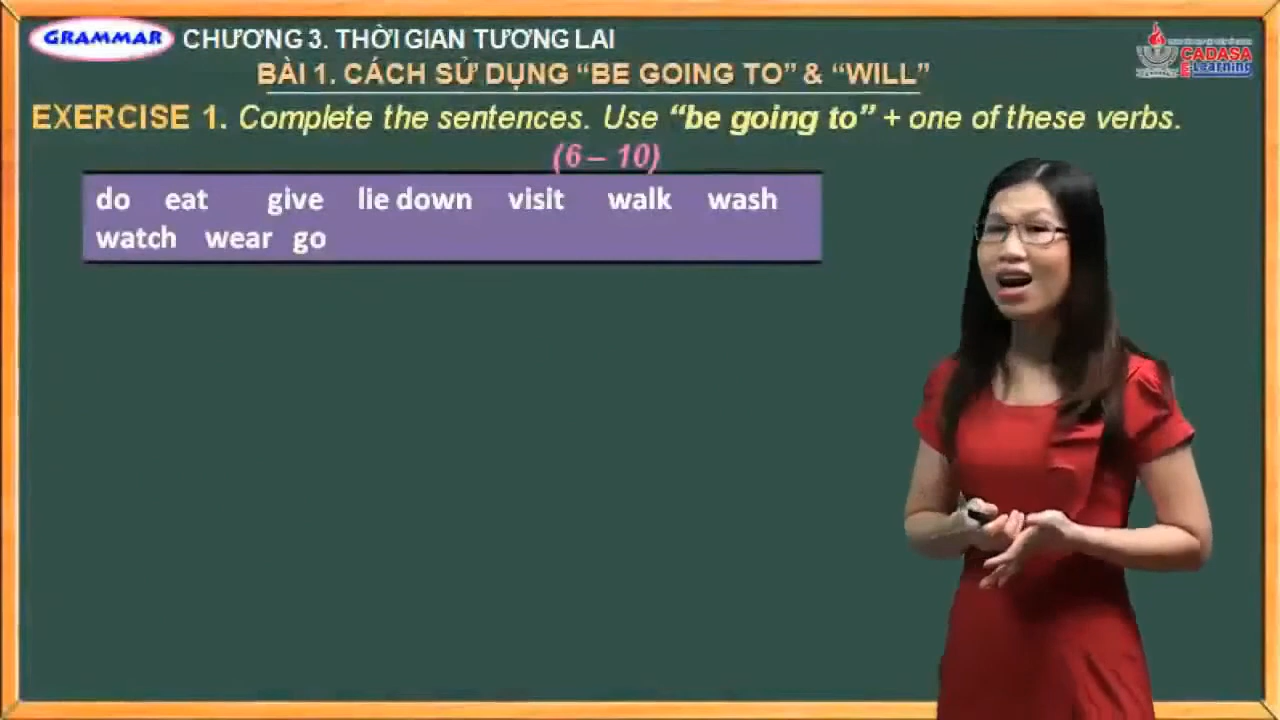 GRAMMAR CHƯƠNG 3. THỜI GIAN TƯƠNG LAI
BÀI 1. CÁCH SỬ DỤNG “BE GOING TO” & “WILL”
CADASA
E Learning
EXERCISE 1. Complete the sentences. Use “be going to” + one of these verbs.
(6 – 10)
do eat give lie down visit walk wash
watch wear go